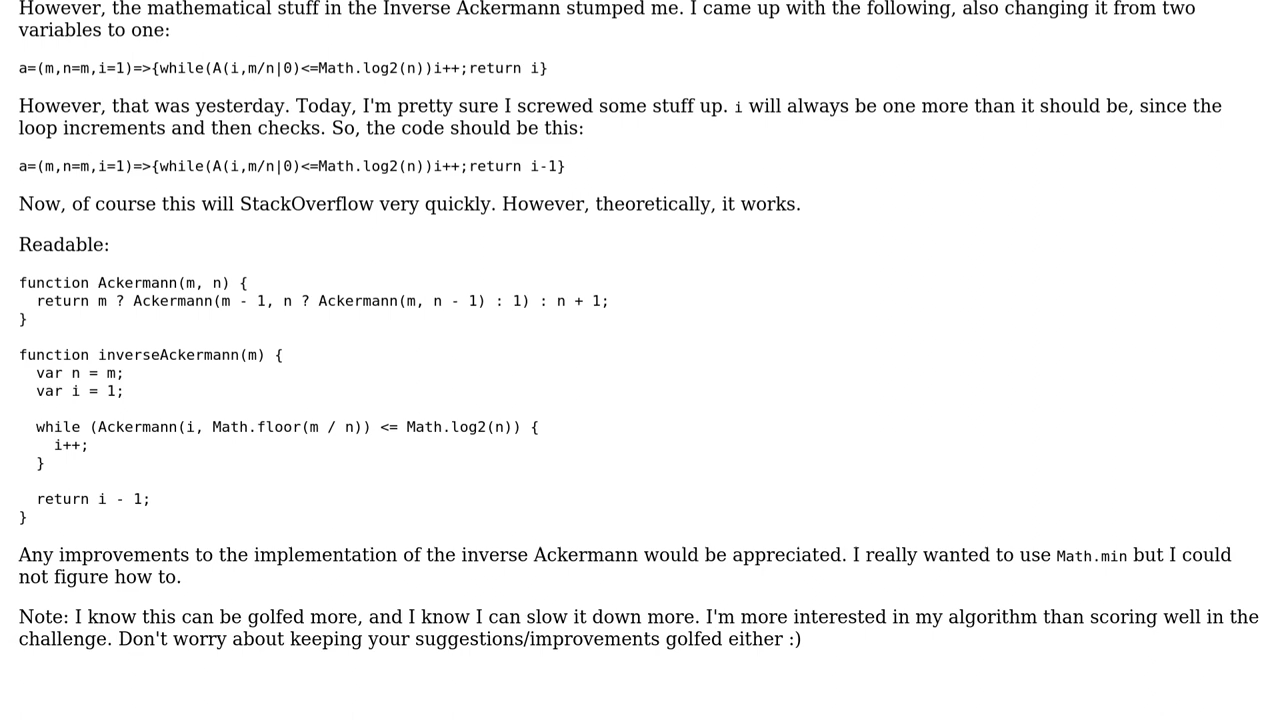 However, the mathematical stuff in the Inverse Ackermann stumped me. I came up with the following, also changing it from two
variables to one:
a=(m,n=m,i=1)=>{while(A(i,m/n|0)<=Math.log2(n))i++;return i}
However, that was yesterday. Today, I'm pretty sure I screwed some stuff up. i will always be one more than it should be, since the
loop increments and then checks. So, the code should be this:
a=(m,n=m,i=1)=>{while(A(i,m/n|0)<=Math.log2(n))i++;return i-1}
Now, of course this will StackOverflow very quickly. However, theoretically, it works.
Readable:
function Ackermann(m, n) {
  return m ? Ackermann(m - 1, n ? Ackermann(m, n - 1) : 1) : n + 1;
}
function inverseAckermann(m) {
  var n = m;
  var i = 1;
  while (Ackermann(i, Math.floor(m / n)) <= Math.log2(n)) {
    i++;
  }
  return i - 1;
}
Any improvements to the implementation of the inverse Ackermann would be appreciated. I really wanted to use Math.min but I could
not figure how to.
Note: I know this can be golfed more, and I know I can slow it down more. I'm more interested in my algorithm than scoring well in the
challenge. Don't worry about keeping your suggestions/improvements golfed either :)